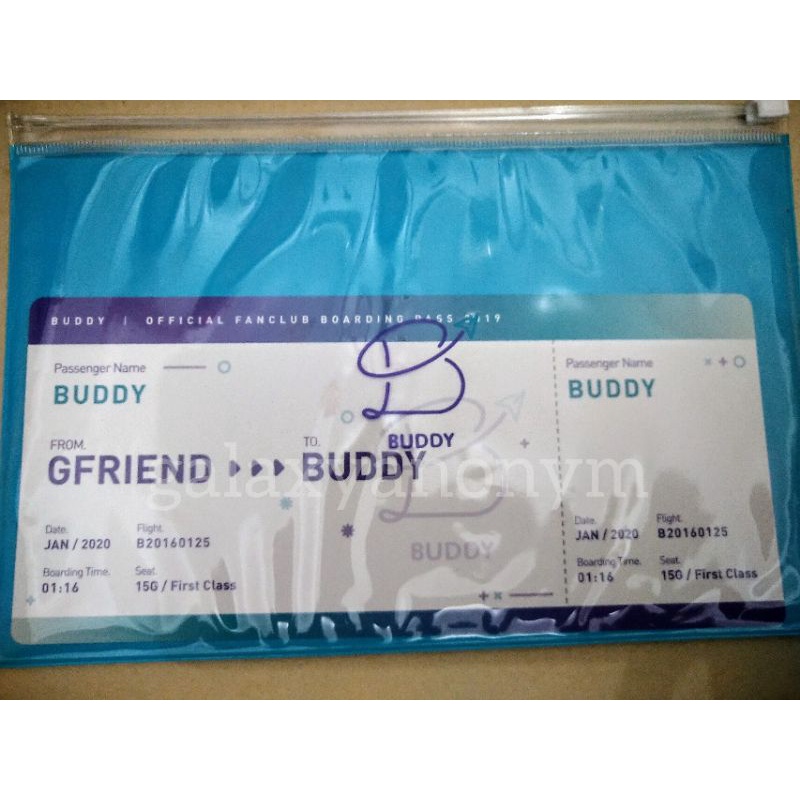 BUDDY | OFFICIAL FANCLUB BOARDING PASS 2019
Passenger Name
BUDDY
FROM.
GFRIEND
TO.
BUDDY
BUDDY
BUDDY
Date.
JAN / 2020
Flight.
B20160125
Boarding Time.
01:16
Seat.
15G / First Class
Passenger Name
BUDDY
Date.
JAN / 2020
Flight.
B20160125
Boarding Time.
01:16
Seat.
15G / First Class
galaxyanonym